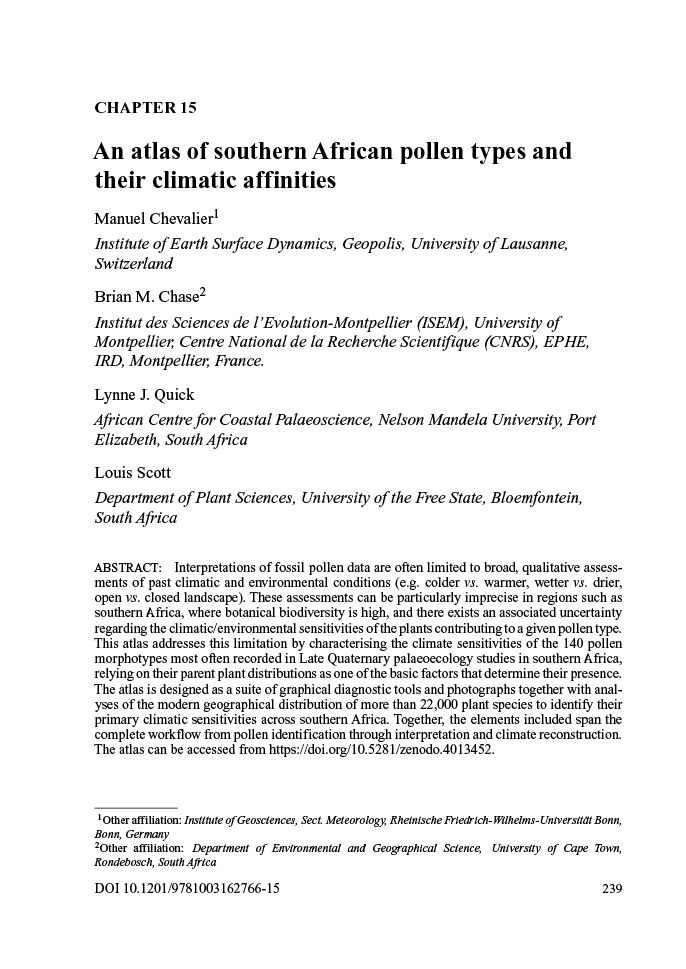 CHAPTER 15
An atlas of southern African pollen types and
their climatic affinities
Manuel Chevalier1
Institute of Earth Surface Dynamics, Geopolis, University of Lausanne,
Switzerland
Brian M. Chase2
Institut des Sciences de l’Evolution-Montpellier (ISEM), University of
Montpellier, Centre National de la Recherche Scientifique (CNRS), EPHE,
IRD, Montpellier, France.
Lynne J. Quick
African Centre for Coastal Palaeoscience, Nelson Mandela University, Port
Elizabeth, South Africa
Louis Scott
Department of Plant Sciences, University of the Free State, Bloemfontein,
South Africa
ABSTRACT: Interpretations of fossil pollen data are often limited to broad, qualitative assess-
ments of past climatic and environmental conditions (e.g. colder vs. warmer, wetter vs. drier,
open vs. closed landscape). These assessments can be particularly imprecise in regions such as
southern Africa, where botanical biodiversity is high, and there exists an associated uncertainty
regarding the climatic/environmental sensitivities of the plants contributing to a given pollen type.
This atlas addresses this limitation by characterising the climate sensitivities of the 140 pollen
morphotypes most often recorded in Late Quaternary palaeoecology studies in southern Africa,
relying on their parent plant distributions as one of the basic factors that determine their presence.
The atlas is designed as a suite of graphical diagnostic tools and photographs together with anal-
yses of the modern geographical distribution of more than 22,000 plant species to identify their
primary climatic sensitivities across southern Africa. Together, the elements included span the
complete workflow from pollen identification through interpretation and climate reconstruction.
The atlas can be accessed from https://doi.org/10.5281/zenodo.4013452.
1Other affiliation: Institute of Geosciences, Sect. Meteorology, Rheinische Friedrich-Wilhelms-Universität Bonn,
Bonn, Germany
2Other affiliation: Department of Environmental and Geographical Science, University of Cape Town,
Rondebosch, South Africa
DOI 10.1201/9781003162766-15 239